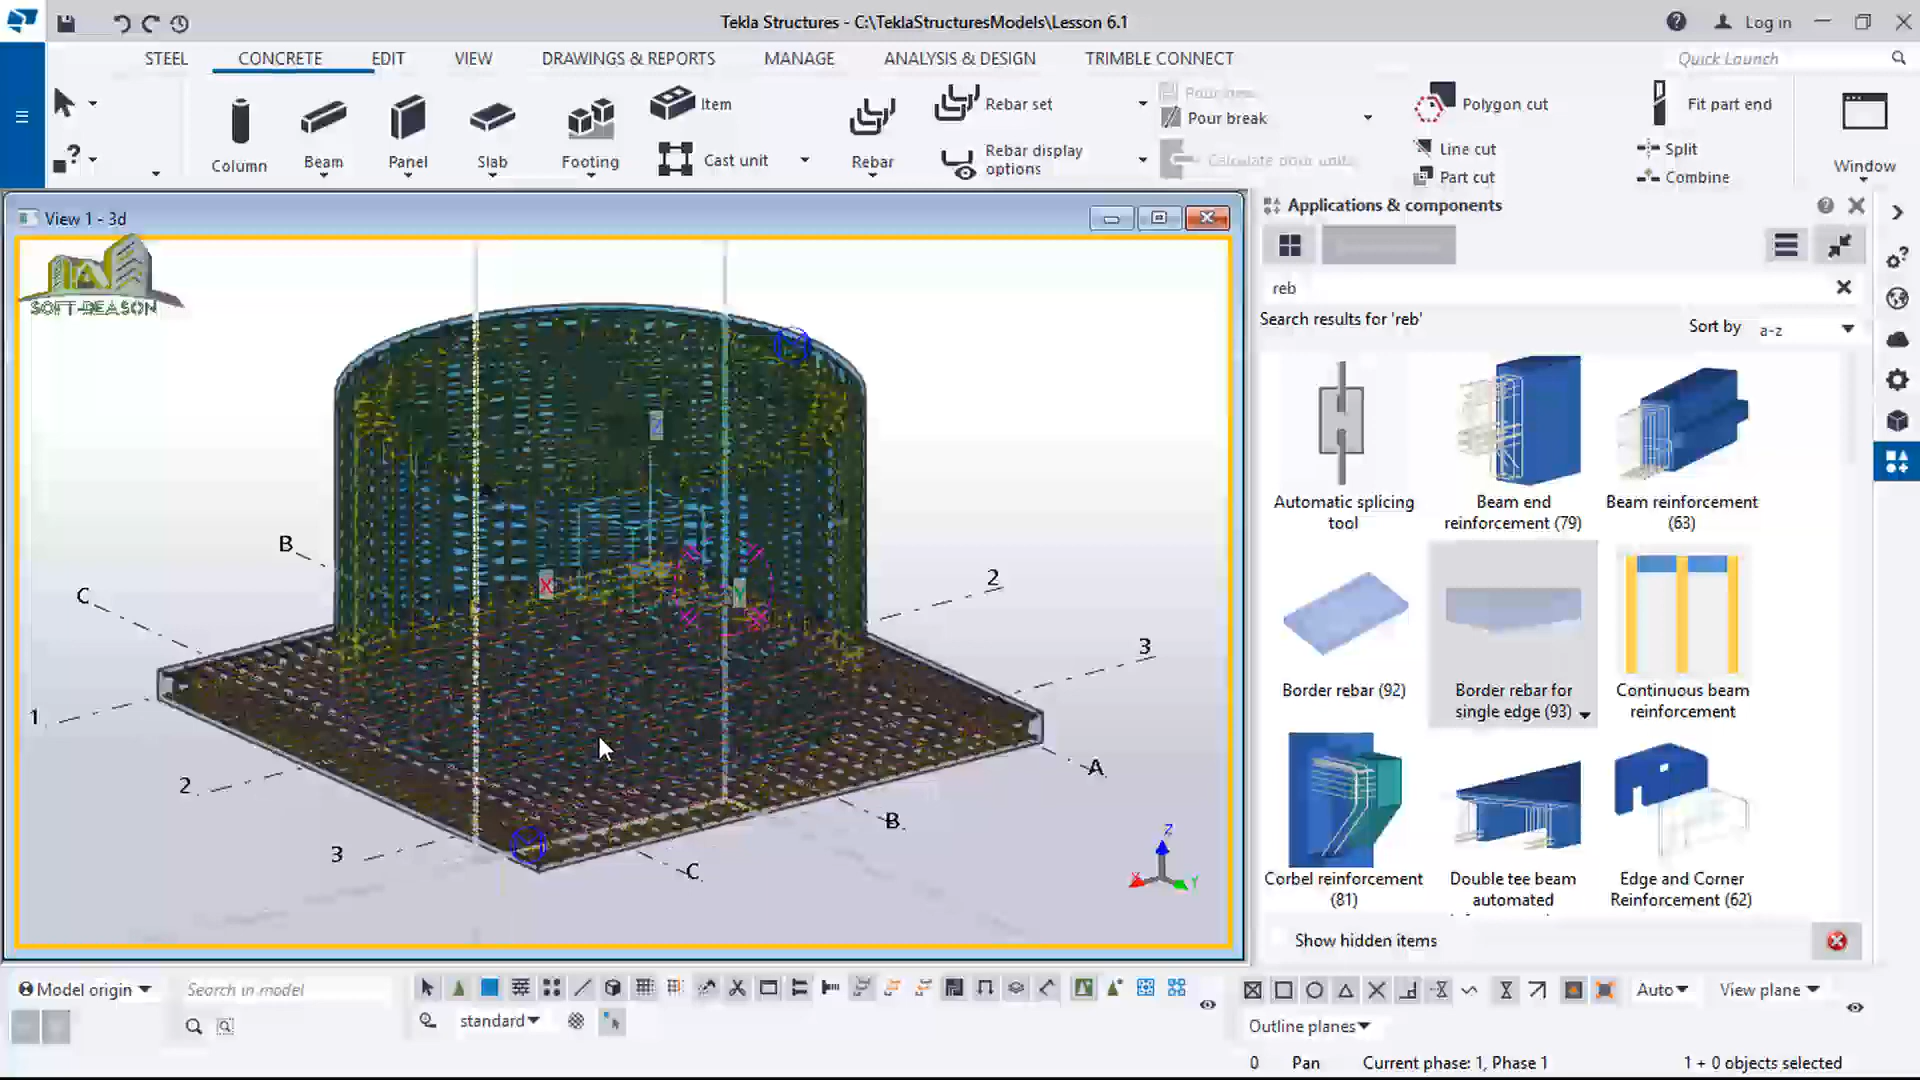 Tekla Structures - C:\TeklaStructuresModels\Lesson 6.1
Log in
STEEL
CONCRETE
EDIT
VIEW
DRAWINGS & REPORTS
MANAGE
ANALYSIS & DESIGN
TRIMBLE CONNECT
Quick Launch
Column
Beam
Panel
Slab
Footing
Item
Cast unit
Rebar
Rebar set
Rebar display
options
Pour break
Calculate pour units
Polygon cut
Line cut
Part cut
Fit part end
Split
Combine
Window
View 1 - 3d
SOFT-DEASON
Applications & components
reb
Search results for 'reb'
Sort by
a-z
Automatic splicing
tool
Beam end
reinforcement (79)
Beam reinforcement
(63)
Border rebar (92)
Border rebar for
single edge (93)
Continuous beam
reinforcement
Corbel reinforcement
(81)
Double tee beam
automated
Edge and Corner
Reinforcement (62)
Show hidden items
B
C
1
2
3
2
3
A
B
C
X
Y
Z
Z
X
Y
Model origin
Search in model
standard
Auto
View plane
Outline planes
0
Pan
Current phase: 1, Phase 1
1 + 0 objects selected